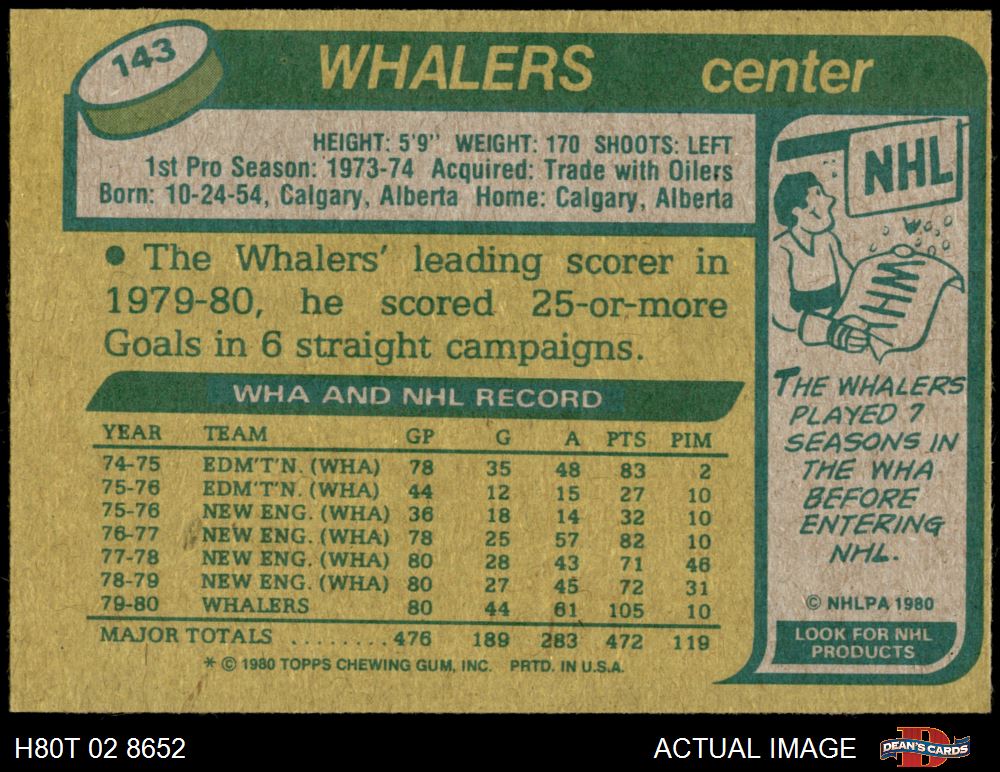 143
WHALERS center
HEIGHT: 5'9" WEIGHT: 170 SHOOTS: LEFT
1st Pro Season: 1973-74 Acquired: Trade with Oilers
Born: 10-24-54, Calgary, Alberta Home: Calgary, Alberta
• The Whalers' leading scorer in
1979-80, he scored 25-or-more
Goals in 6 straight campaigns.
WHA AND NHL RECORD
YEAR TEAM GP G A PTS PIM
74-75 EDM'T'N. (WHA) 78 35 48 83 2
75-76 EDM'T'N. (WHA) 44 12 15 27 10
75-76 NEW ENG. (WHA) 36 18 14 32 10
76-77 NEW ENG. (WHA) 78 25 57 82 10
77-78 NEW ENG. (WHA) 80 28 43 71 46
78-79 NEW ENG. (WHA) 80 27 45 72 31
79-80 WHALERS 80 44 61 105 10
MAJOR TOTALS ........ 476 189 283 472 119
* © 1980 TOPPS CHEWING GUM, INC. PRTD. IN U.S.A.
NHL
WHA
THE WHALERS
PLAYED 7
SEASONS IN
THE WHA
BEFORE
ENTERING
NHL.
© NHLPA 1980
LOOK FOR NHL
PRODUCTS
H80T 02 8652
ACTUAL IMAGE
D
DEAN'S CARDS